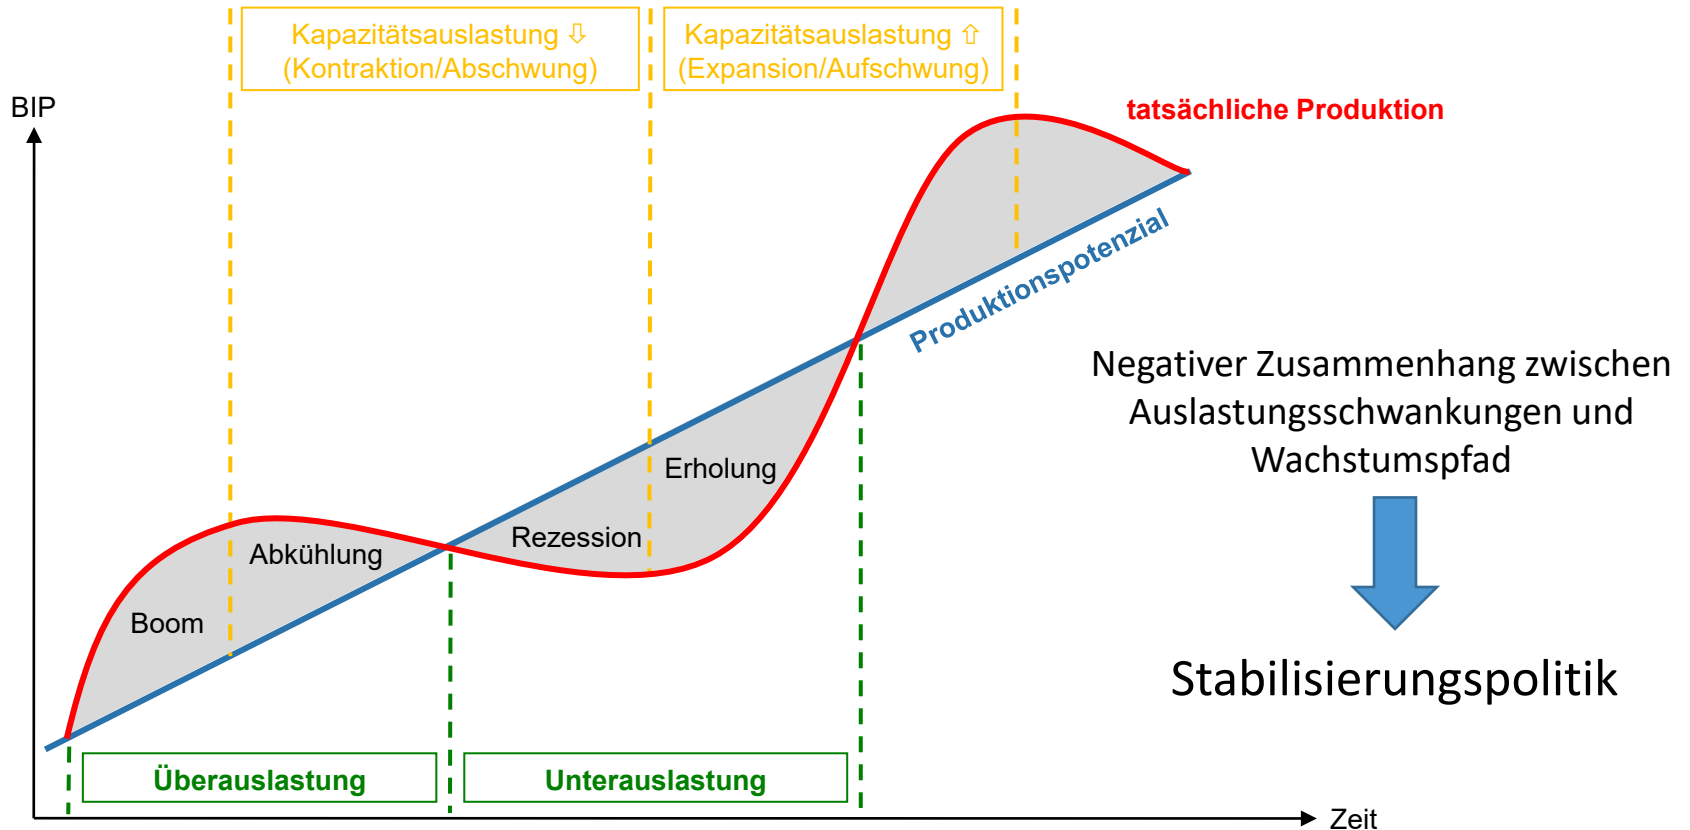 Kapazitätsauslastung ⇩
(Kontraktion/Abschwung)
Kapazitätsauslastung ⇧
(Expansion/Aufschwung)
BIP
tatsächliche Produktion
Produktionspotenzial
Negativer Zusammenhang zwischen
Auslastungsschwankungen und
Wachstumspfad
Erholung
Rezession
Abkühlung
Boom
Stabilisierungspolitik
Überauslastung
Unterauslastung
Zeit